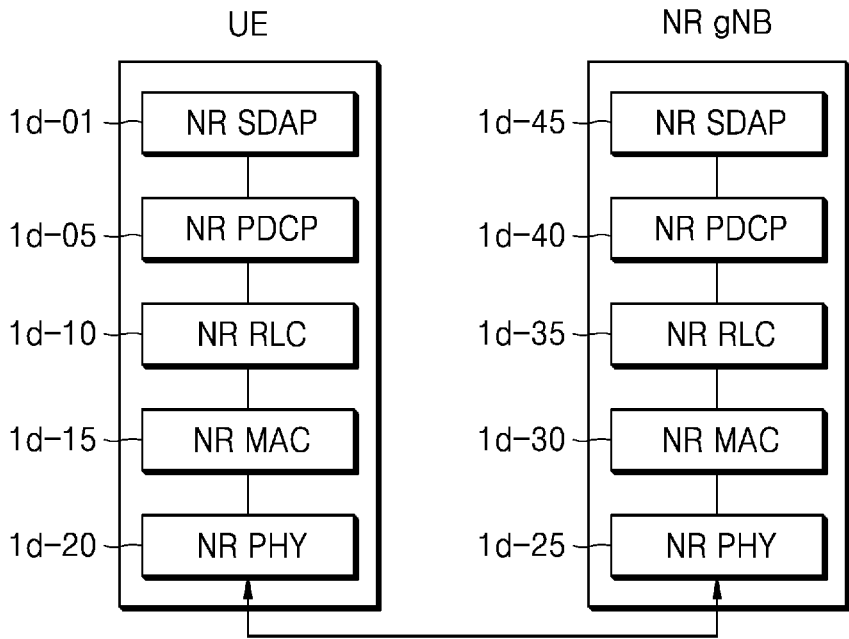 UE NR gNB
1d-01 NR SDAP 1d-45 NR SDAP
1d-05 NR PDCP 1d-40 NR PDCP
1d-10 NR RLC 1d-35 NR RLC
1d-15 NR MAC 1d-30 NR MAC
1d-20 NR PHY 1d-25 NR PHY